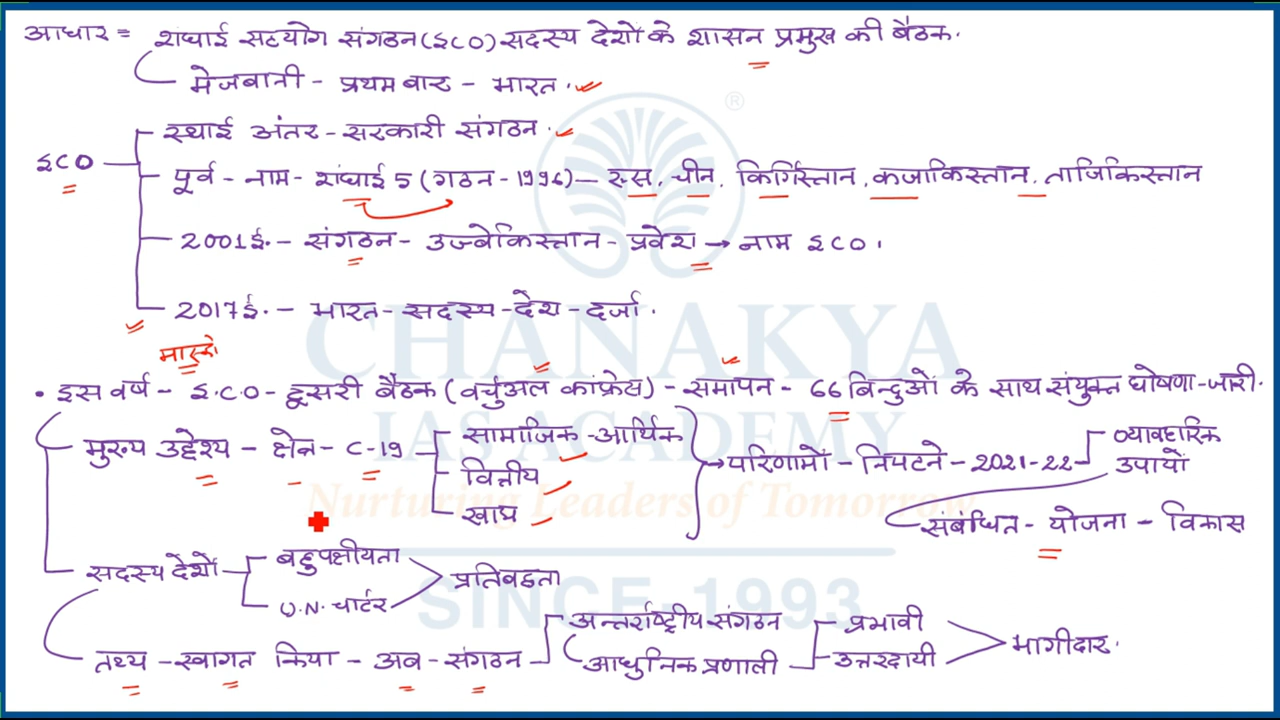 आधार = शंघाई सहयोग संगठन (SCO) सदस्य देशों के शासन प्रमुख की बैठक.
मेजबानी - प्रथम बार - भारत.
®
स्थाई अंतर-सरकारी संगठन.
SCO
पूर्व - नाम - शंघाई 5 (गठन - 1996) - रूस, चीन, किर्गिस्तान, कजाकिस्तान, ताजिकिस्तान
2001 ई. - संगठन - उज्बेकिस्तान - प्रवेश → नाम SCO.
2017 ई. - भारत - सदस्य - देश - दर्जा.
CHANAKYA
मास्को
• इस वर्ष - S.C.O - दूसरी बैठक (वर्चुअल कांफ्रेस) - समापन - 66 बिन्दुओं के साथ संयुक्त घोषणा - जारी.
IAS ACADEMY
मुख्य उद्देश्य - क्षेत्र - C-19
सामाजिक - आर्थिक
वित्तीय
खाद्य
→ परिणामों - निपटने - 2021-22
व्यावहारिक
उपायों
Nurturing Leaders of Tomorrow
संबंधित - योजना - विकास
सदस्य देशों
बहुपक्षीयता
U.N. चार्टर
प्रतिबद्धता
SINCE-1993
तथ्य - स्वागत किया - अब - संगठन
अन्तर्राष्ट्रीय संगठन
आधुनिक प्रणाली
प्रभावी
उत्तरदायी
भागीदार.